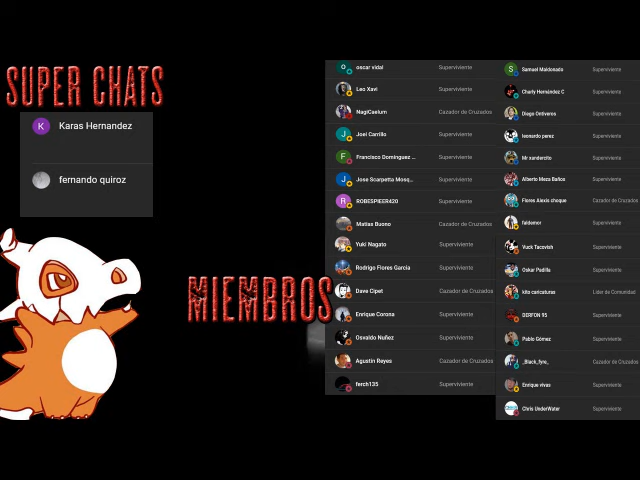 SUPER CHATS
K
Karas Hernandez
fernando quiroz
MIEMBROS
oscar vidal Superviviente
Leo Xavi Superviviente
NagiCaelum Cazador de Cruzados
Joel Carrillo Superviviente
Francisco Dominguez ... Superviviente
Jose Scarpetta Mosq... Superviviente
ROBESPIEER420 Superviviente
Matias Buono Cazador de Cruzados
Yuki Nagato Superviviente
Rodrigo Flores Garcia Superviviente
Dave Cipet Cazador de Cruzados
Enrique Corona Superviviente
Osvaldo Nuñez Superviviente
Agustin Reyes Cazador de Cruzados
ferch135 Superviviente
Samuel Maldonado Superviviente
Charly Hernández C Superviviente
Diego Ontiveros Superviviente
leonardo perez Superviviente
Mr xandercito Superviviente
Alberto Meza Baños Superviviente
Flores Alexis choque Cazador de Cruzados
faldemor Superviviente
Vuck Tacovish Superviviente
Oskar Padilla Superviviente
kito caricaturas Líder de Comunidad
DERFON 95 Superviviente
Pablo Gómez Superviviente
_Black_fyre_ Cazador de Cruzados
Enrique vivas Superviviente
Chris UnderWater Superviviente